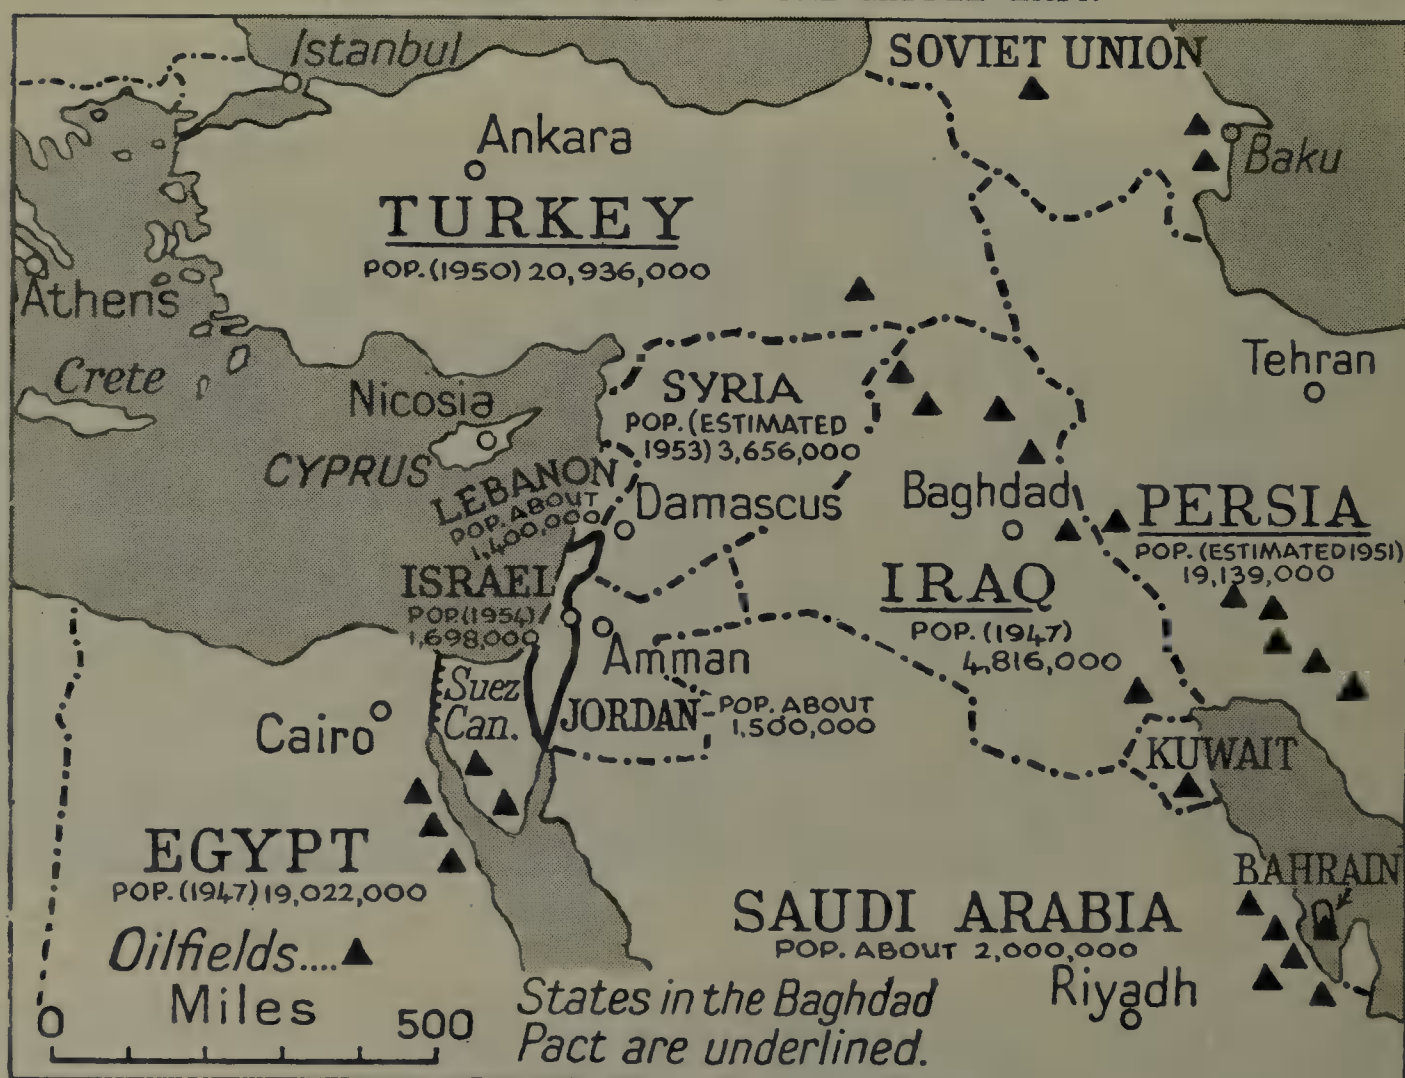 SOVIET UNION
Istanbul
Ankara
Baku
TURKEY
POP. (1950) 20,936,000
Athens
Tehran
Crete
Nicosia
SYRIA
POP. (ESTIMATED
1953) 3,656,000
CYPRUS
LEBANON
POP. ABOUT
1,400,000
Damascus
Baghdad
PERSIA
POP. (ESTIMATED 1951)
19,139,000
ISRAEL
POP. (1954)
1,698,000
IRAQ
POP. (1947)
4,816,000
Amman
Suez
Can.
JORDAN
POP. ABOUT
1,500,000
Cairo
KUWAIT
EGYPT
POP. (1947) 19,022,000
BAHRAIN
SAUDI ARABIA
POP. ABOUT 2,000,000
Riyadh
Oilfields....
Miles
0 500
States in the Baghdad
Pact are underlined.